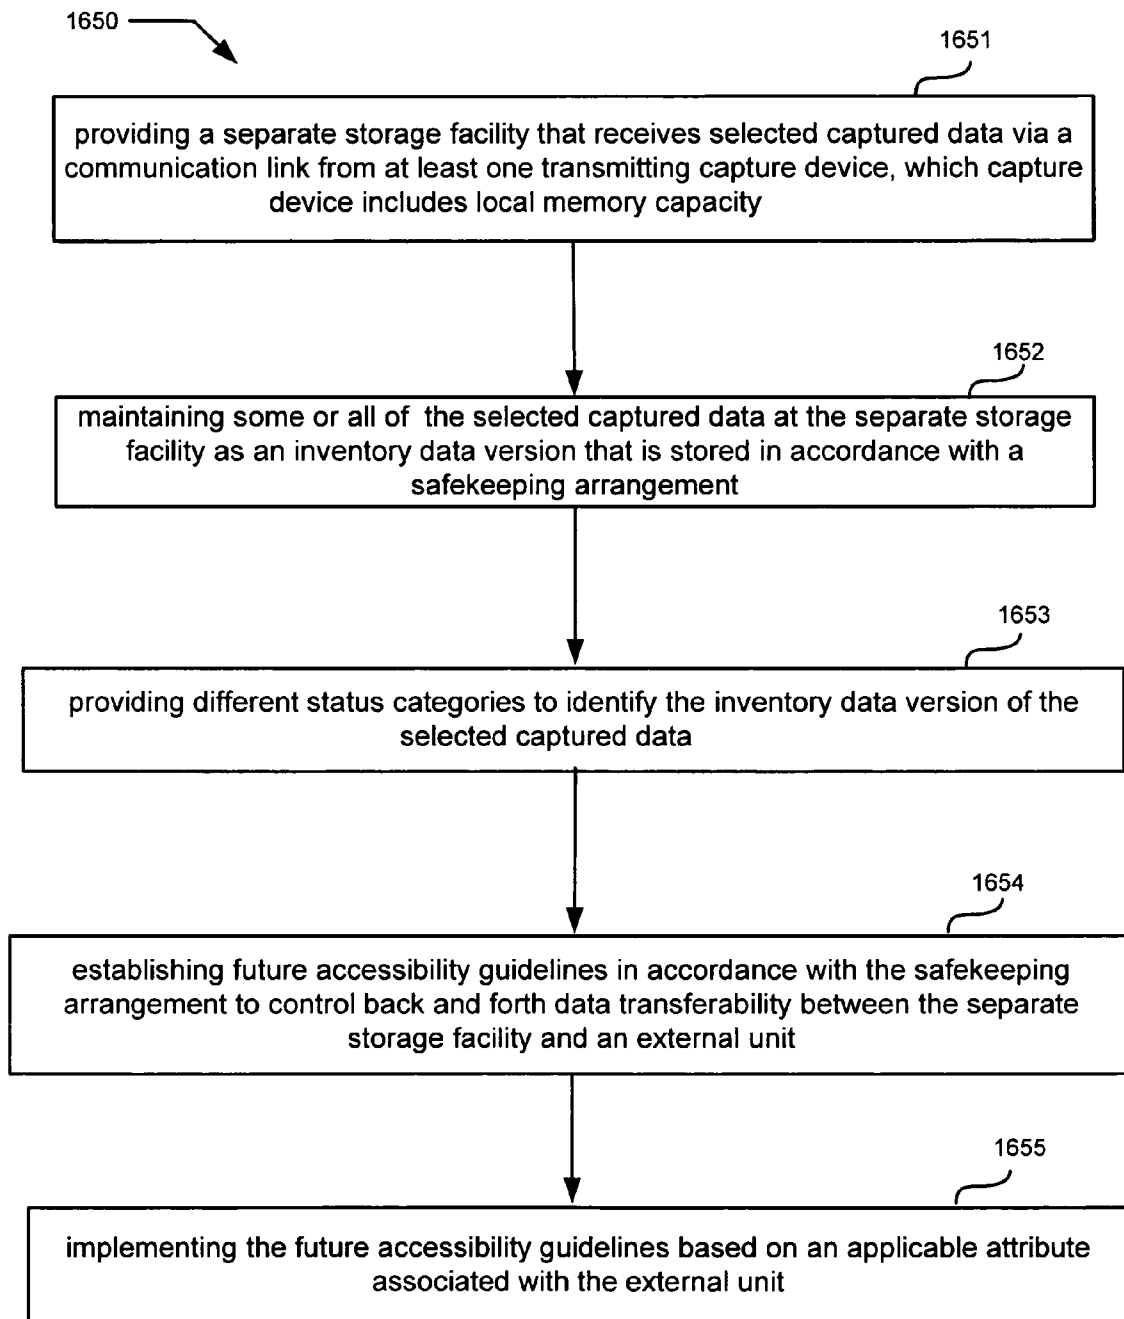 1650
1651
providing a separate storage facility that receives selected captured data via a
communication link from at least one transmitting capture device, which capture
device includes local memory capacity
1652
maintaining some or all of the selected captured data at the separate storage
facility as an inventory data version that is stored in accordance with a
safekeeping arrangement
1653
providing different status categories to identify the inventory data version of the
selected captured data
1654
establishing future accessibility guidelines in accordance with the safekeeping
arrangement to control back and forth data transferability between the separate
storage facility and an external unit
1655
implementing the future accessibility guidelines based on an applicable attribute
associated with the external unit